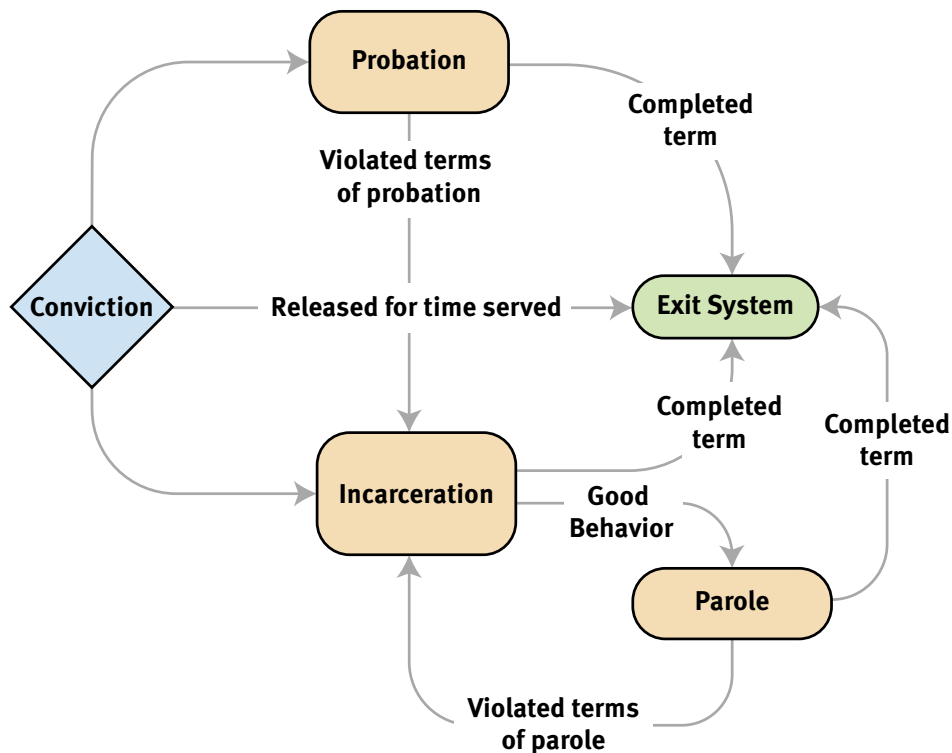 Probation
Completed
term
Violated terms
of probation
Conviction
Released for time served
Exit System
Completed
term
Completed
term
Incarceration
Good
Behavior
Parole
Violated terms
of parole